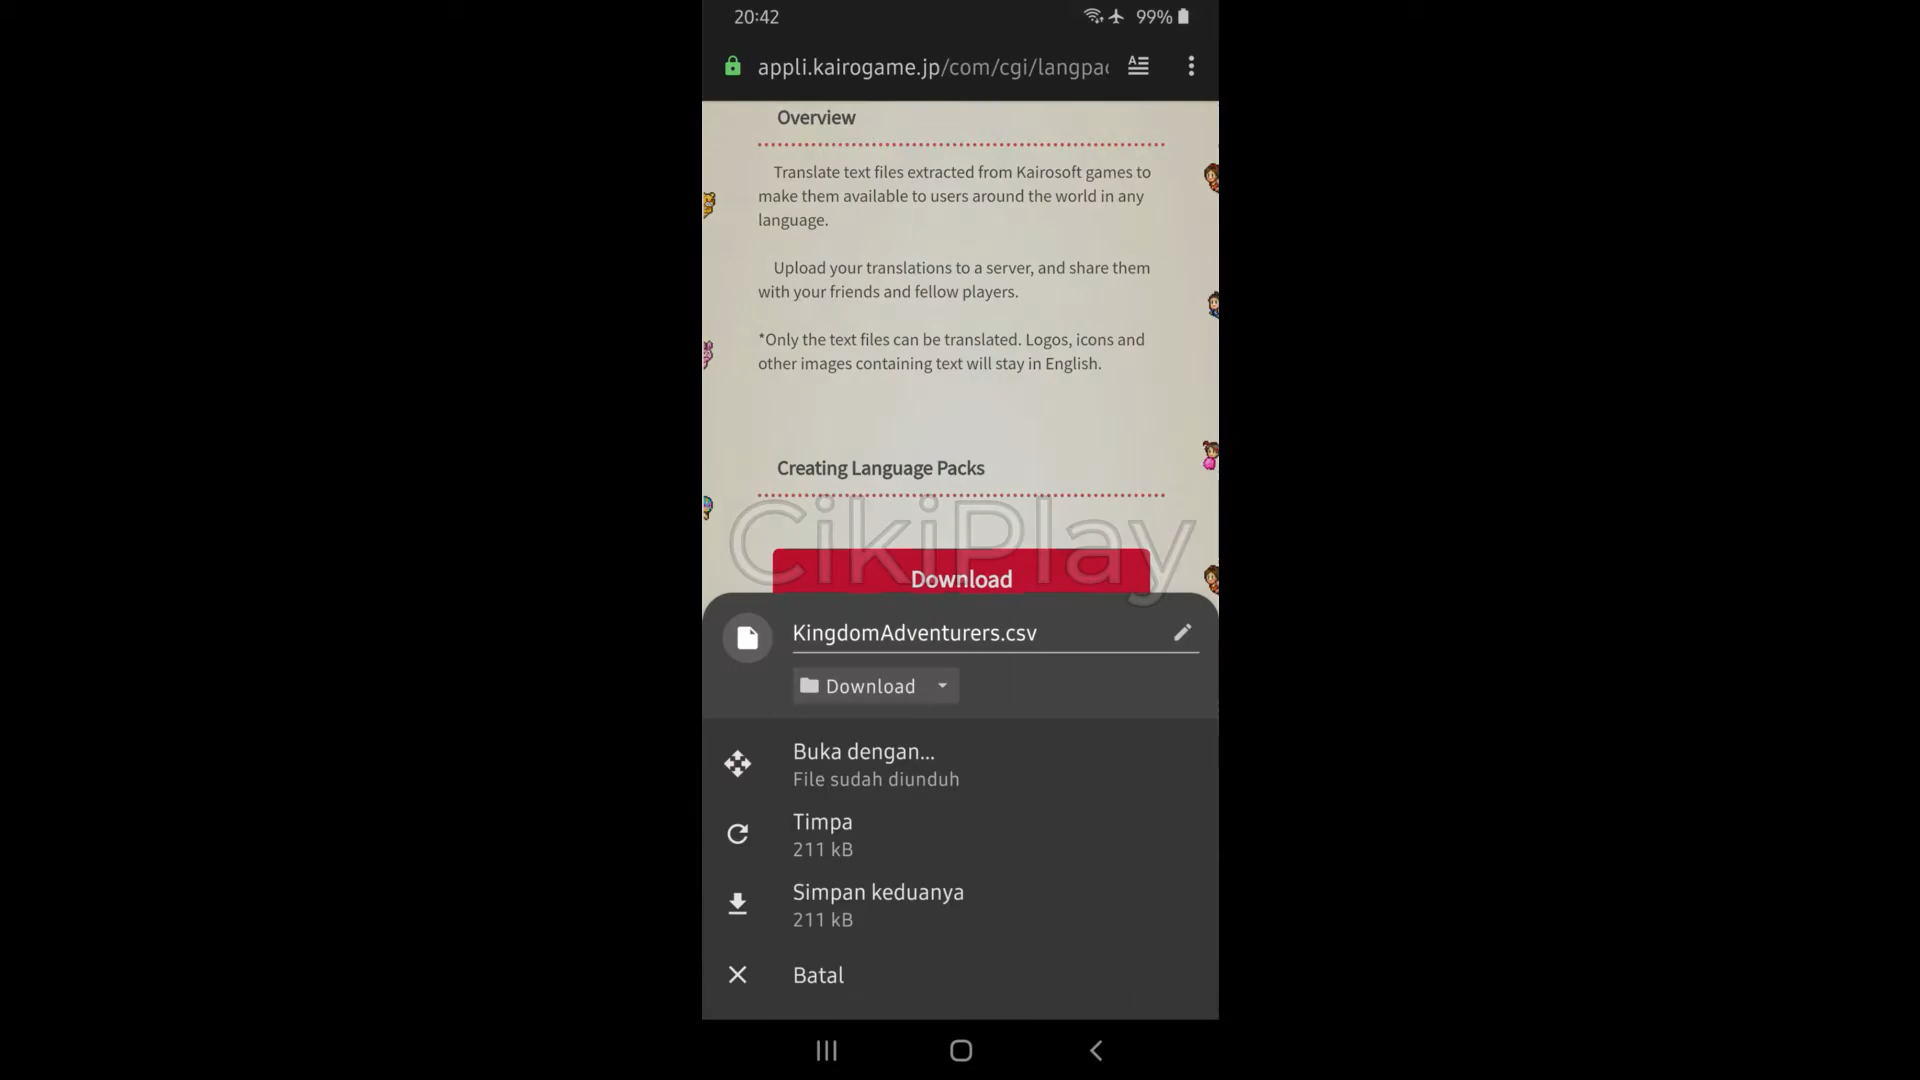 20:42
99%
appli.kairogame.jp/com/cgi/langpac
Overview
Translate text files extracted from Kairosoft games to
make them available to users around the world in any
language.
Upload your translations to a server, and share them
with your friends and fellow players.
*Only the text files can be translated. Logos, icons and
other images containing text will stay in English.
Creating Language Packs
CikiPlay
Download
KingdomAdventurers.csv
Download
Buka dengan...
File sudah diunduh
Timpa
211 kB
Simpan keduanya
211 kB
Batal